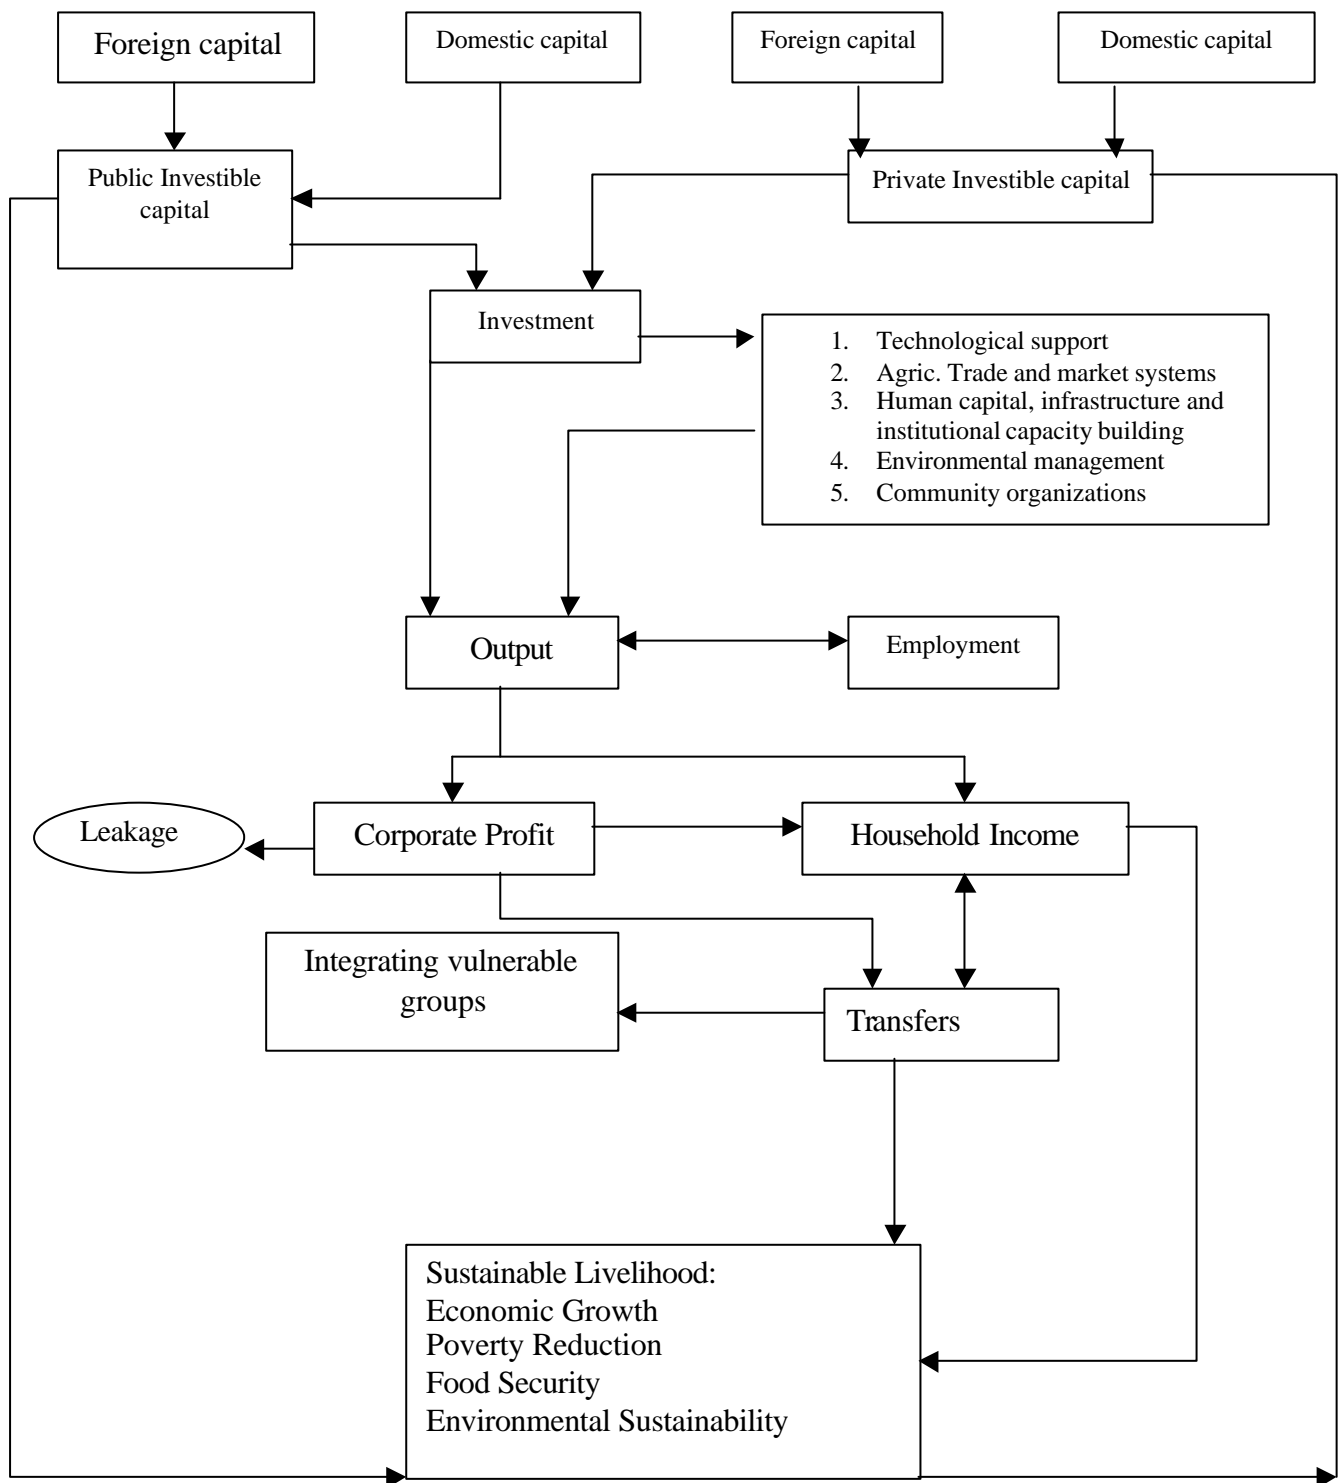 Foreign capital
Domestic capital
Foreign capital
Domestic capital
Public Investible
capital
Private Investible capital
Investment
1. Technological support
2. Agric. Trade and market systems
3. Human capital, infrastructure and
institutional capacity building
4. Environmental management
5. Community organizations
Output
Employment
Leakage
Corporate Profit
Household Income
Integrating vulnerable
groups
Transfers
Sustainable Livelihood:
Economic Growth
Poverty Reduction
Food Security
Environmental Sustainability